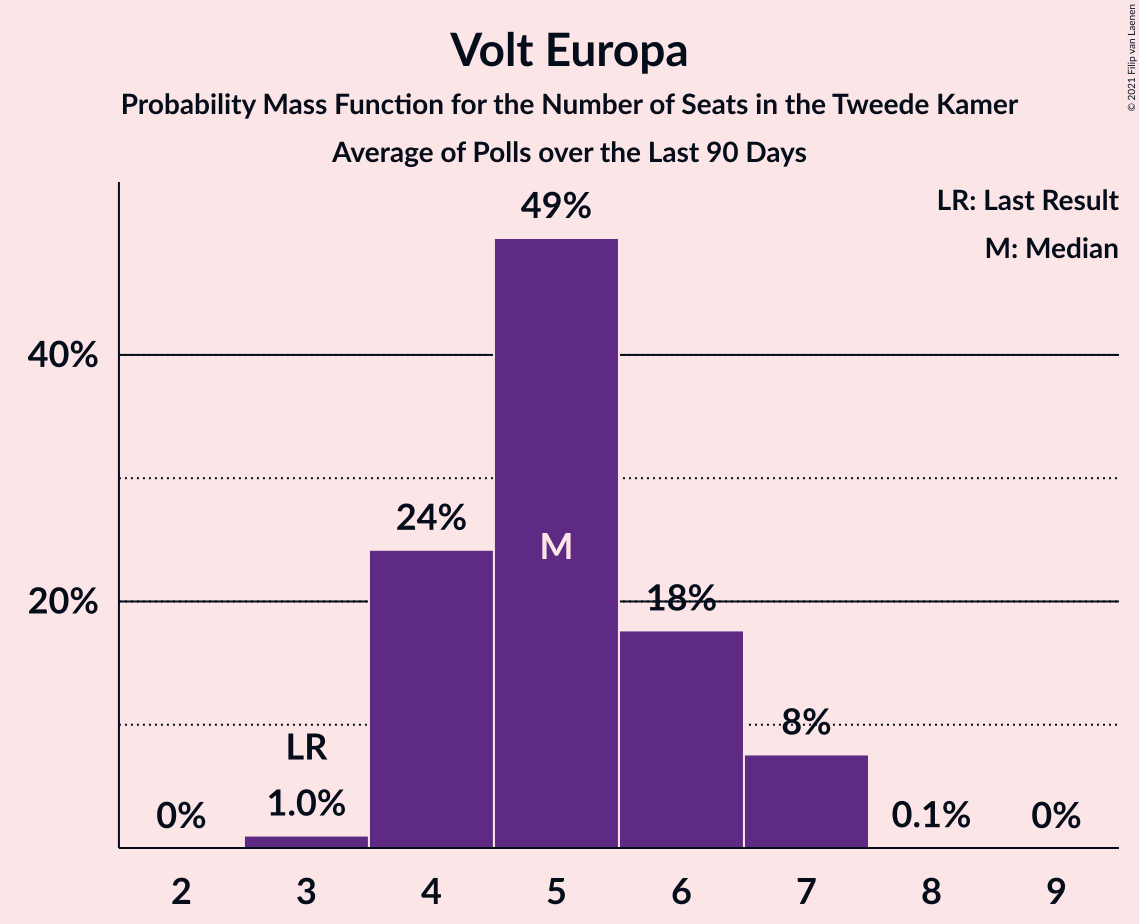 Volt Europa
Probability Mass Function for the Number of Seats in the Tweede Kamer
Average of Polls over the Last 90 Days
© 2021 Filip van Laenen
LR: Last Result
M: Median
49%
40%
24%
M
20%
18%
8%
LR
1.0%
0%
0.1%
0%
2 3 4 5 6 7 8 9